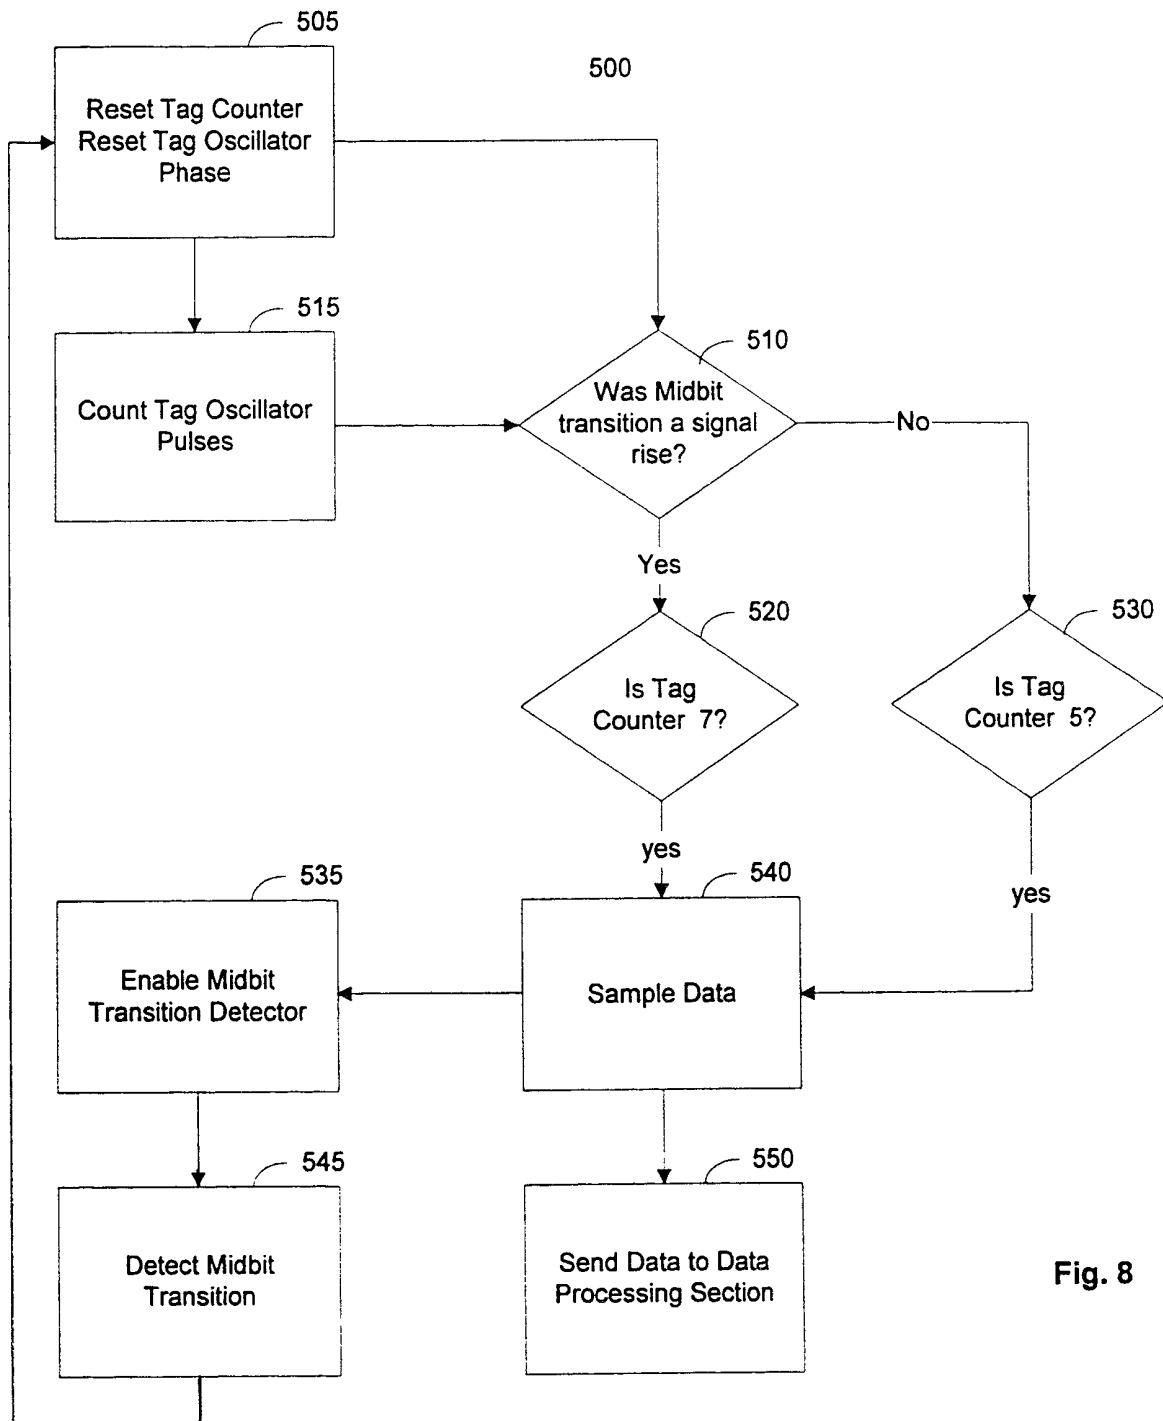 505
500
Reset Tag Counter
Reset Tag Oscillator
Phase
515
Count Tag Oscillator
Pulses
510
Was Midbit
transition a signal
rise?
No
Yes
520
Is Tag
Counter 7?
530
Is Tag
Counter 5?
yes
yes
535
Enable Midbit
Transition Detector
540
Sample Data
545
Detect Midbit
Transition
550
Send Data to Data
Processing Section
Fig. 8